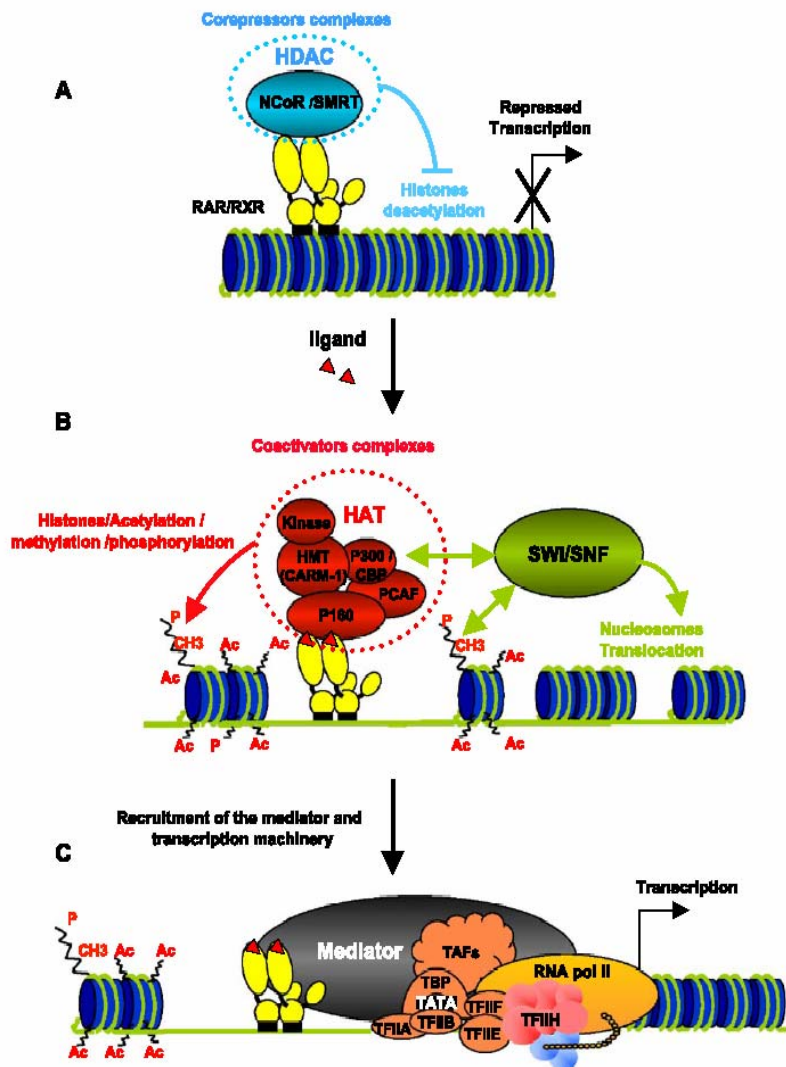 Corepressors complexes
HDAC
A
NCoR /SMRT
Repressed
Transcription
RAR/RXR
Histones
deacetylation
ligand
B
Coactivators complexes
Histones/Acetylation /
methylation /phosphorylation
HAT
Kinase
HMT
(CARM-1)
P300 /
CBP
PCAF
P160
SWI/SNF
Nucleosomes
Translocation
P
CH3
Ac
Ac
Ac
Ac
P
Ac
P
CH3
Ac
Ac
Ac
Recruitment of the mediator and
transcription machinery
C
Transcription
P
CH3
Ac
Ac
Ac
Ac
Ac
Mediator
TAFs
TBP
TATA
RNA pol II
TFIIA
TFIIB
TFIIF
TFIIE
TFIIH